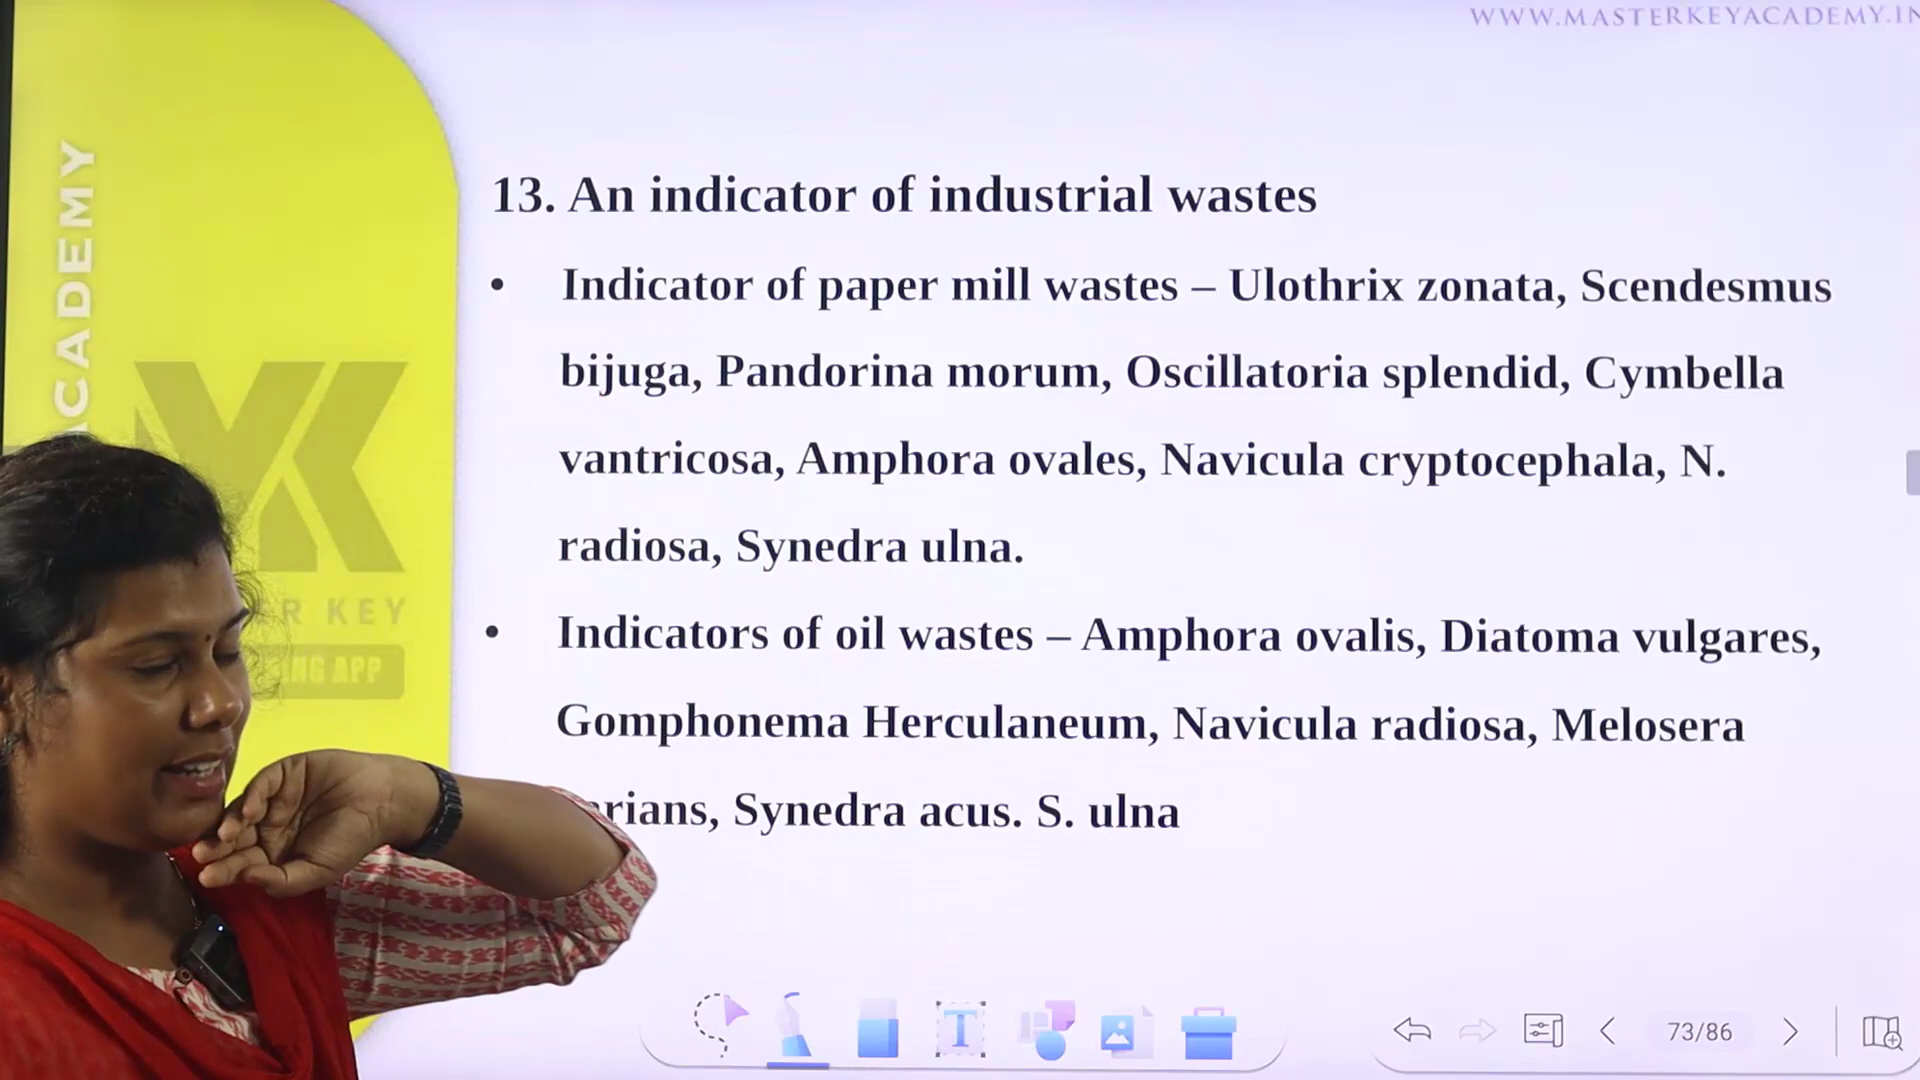 WWW.MASTERKEYACADEMY.IN
ACADEMY
13. An indicator of industrial wastes
• Indicator of paper mill wastes – Ulothrix zonata, Scendesmus
bijuga, Pandorina morum, Oscillatoria splendid, Cymbella
vantricosa, Amphora ovales, Navicula cryptocephala, N.
radiosa, Synedra ulna.
• Indicators of oil wastes – Amphora ovalis, Diatoma vulgares,
Gomphonema Herculaneum, Navicula radiosa, Melosera
Synedra acus. S. ulna
KEY
APP
T
73/86